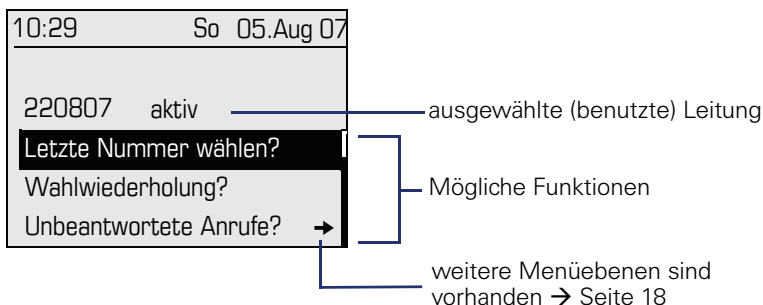 10:29 So 05.Aug 07
220807 aktiv
ausgewählte (benutzte) Leitung
Letzte Nummer wählen?
Wahlwiederholung?
Mögliche Funktionen
Unbeantwortete Anrufe? →
weitere Menüebenen sind
vorhanden → Seite 18